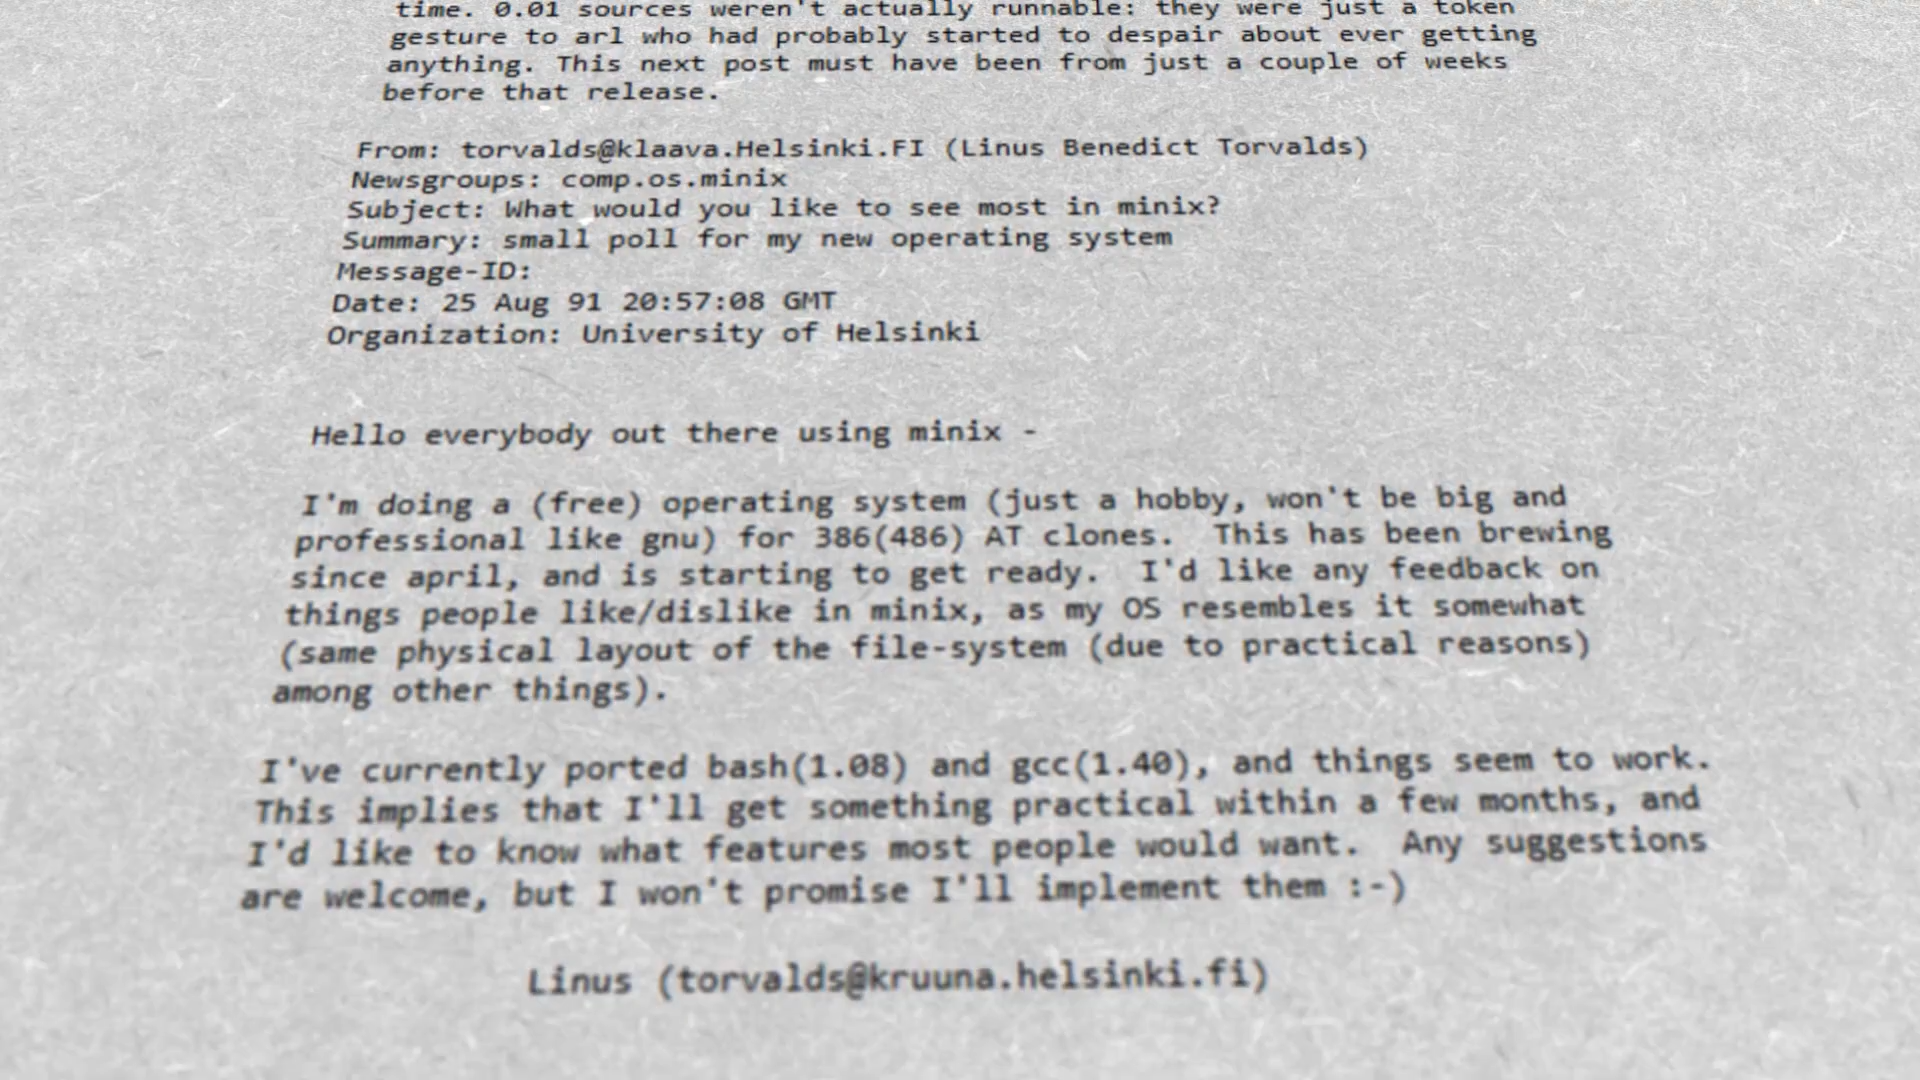 time. 0.01 sources weren't actually runnable: they were just a token
gesture to arl who had probably started to despair about ever getting
anything. This next post must have been from just a couple of weeks
before that release.
From: torvalds@klaava.Helsinki.FI (Linus Benedict Torvalds)
Newsgroups: comp.os.minix
Subject: What would you like to see most in minix?
Summary: small poll for my new operating system
Message-ID:
Date: 25 Aug 91 20:57:08 GMT
Organization: University of Helsinki
Hello everybody out there using minix -
I'm doing a (free) operating system (just a hobby, won't be big and
professional like gnu) for 386(486) AT clones.  This has been brewing
since april, and is starting to get ready.  I'd like any feedback on
things people like/dislike in minix, as my OS resembles it somewhat
(same physical layout of the file-system (due to practical reasons)
among other things).
I've currently ported bash(1.08) and gcc(1.40), and things seem to work.
This implies that I'll get something practical within a few months, and
I'd like to know what features most people would want.  Any suggestions
are welcome, but I won't promise I'll implement them :-)
Linus (torvalds@kruuna.helsinki.fi)